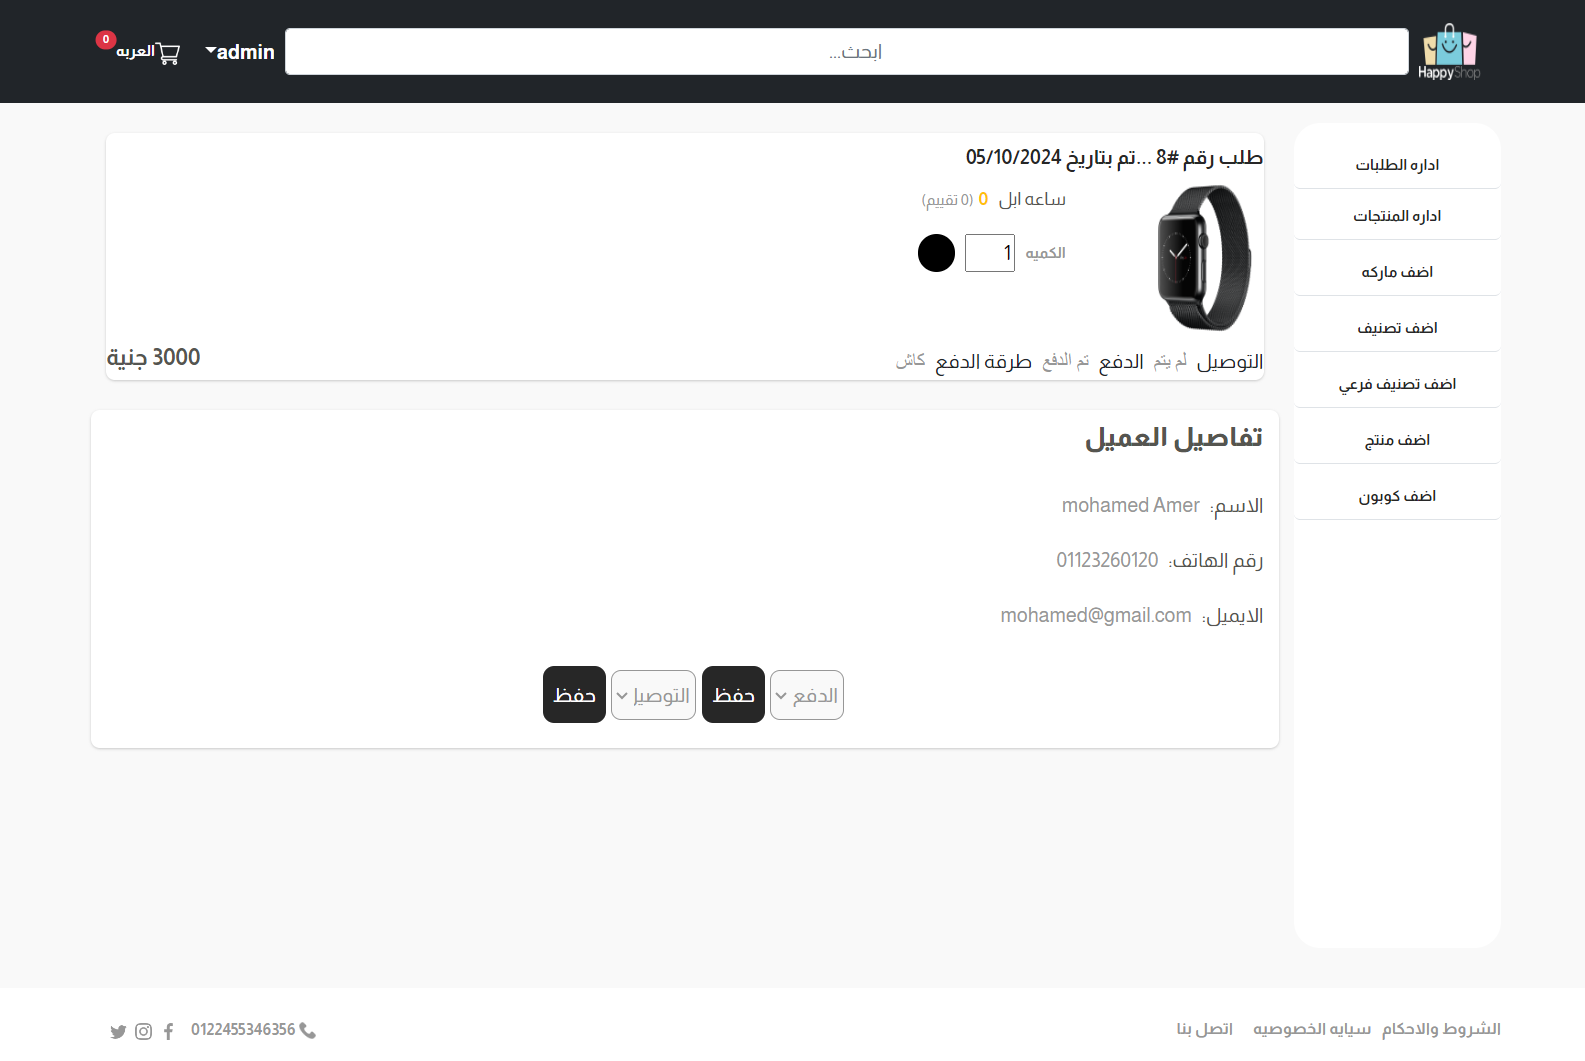 HappyShop
ابحث...
admin
العربه
0
اداره الطلبات
اداره المنتجات
اضف ماركه
اضف تصنيف
اضف تصنيف فرعي
اضف منتج
اضف كوبون
طلب رقم #8 ...تم بتاريخ 05/10/2024
ساعه ابل 0 (0 تقييم)
الكميه 1
التوصيل لم يتم الدفع تم الدفع طرقة الدفع كاش
3000 جنية
تفاصيل العميل
الاسم: mohamed Amer
رقم الهاتف: 01123260120
الايميل: mohamed@gmail.com
الدفع حفظ التوصيل حفظ
الشروط والاحكام سيايه الخصوصيه اتصل بنا
0122455346356